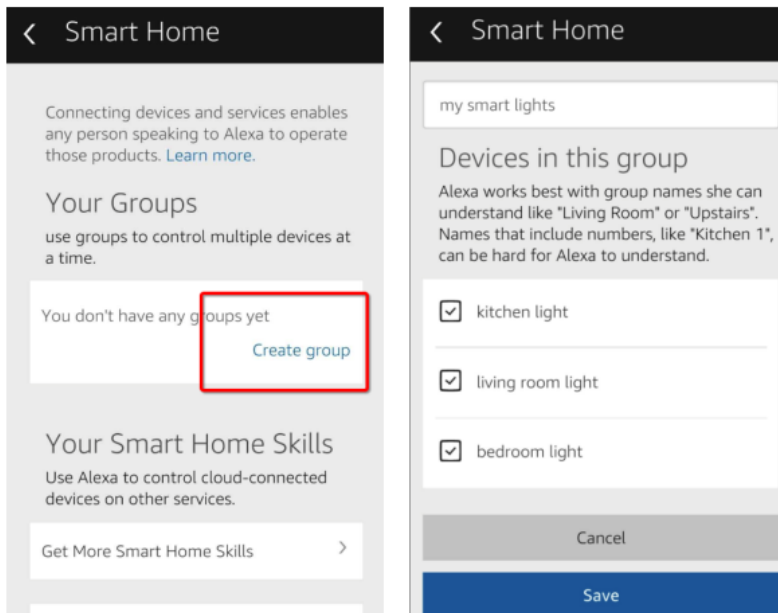 Smart Home
Connecting devices and services enables
any person speaking to Alexa to operate
those products. Learn more.
Your Groups
use groups to control multiple devices at
a time.
You don't have any groups yet
Create group
Your Smart Home Skills
Use Alexa to control cloud-connected
devices on other services.
Get More Smart Home Skills
Smart Home
my smart lights
Devices in this group
Alexa works best with group names she can
understand like "Living Room" or "Upstairs".
Names that include numbers, like "Kitchen 1",
can be hard for Alexa to understand.
kitchen light
living room light
bedroom light
Cancel
Save